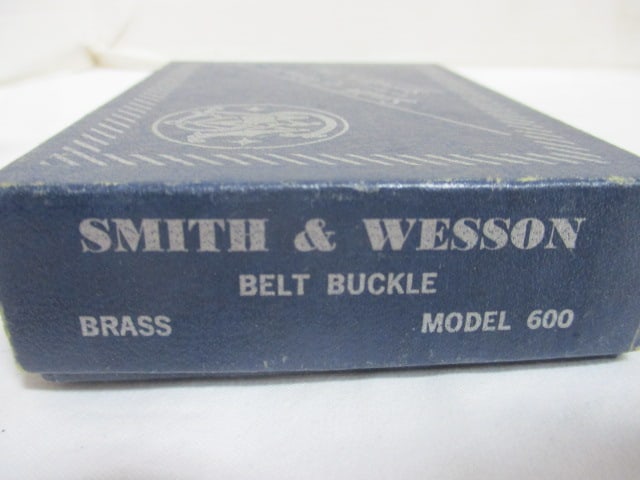 SMITH & WESSON
BELT BUCKLE
BRASS MODEL 600